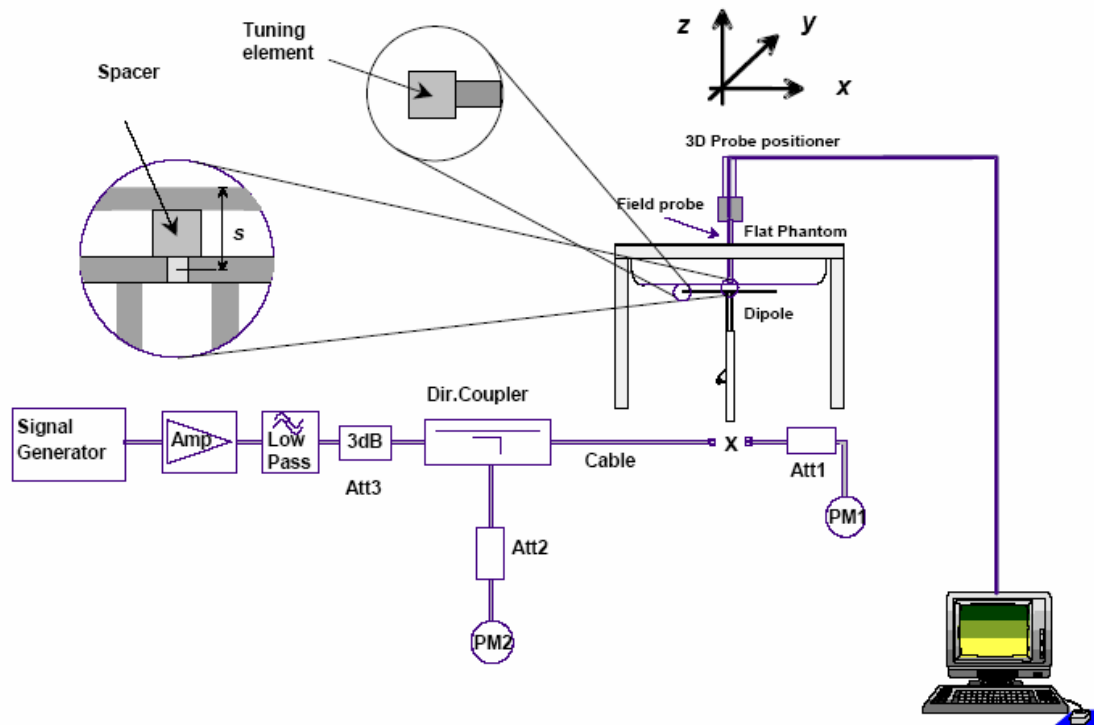 Tuning
element
Spacer
z
y
x
3D Probe positioner
Field probe
Flat Phantom
s
Dipole
Dir.Coupler
Signal
Generator
Amp
Low
Pass
3dB
Att3
Cable
X
Att1
PM1
Att2
PM2